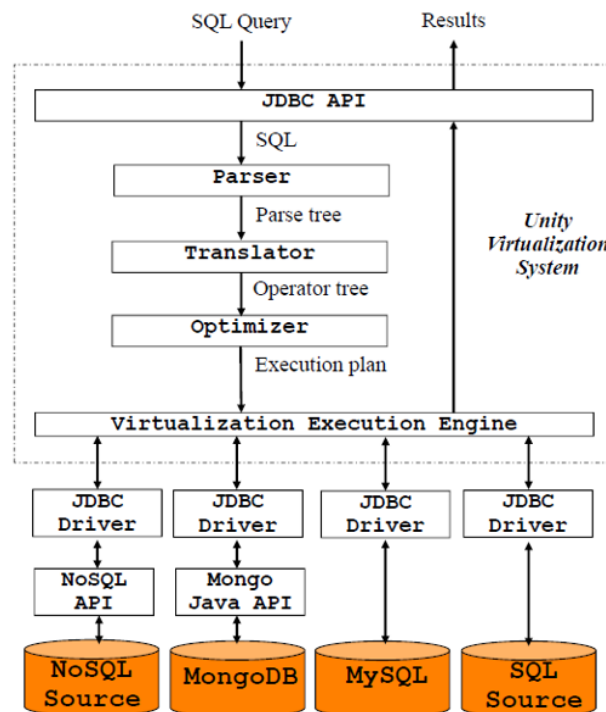 SQL Query
Results
JDBC API
SQL
Parser
Parse tree
Translator
Operator tree
Optimizer
Execution plan
Unity
Virtualization
System
Virtualization Execution Engine
JDBC
Driver
JDBC
Driver
JDBC
Driver
JDBC
Driver
NoSQL
API
Mongo
Java API
NoSQL
Source
MongoDB
MySQL
SQL
Source